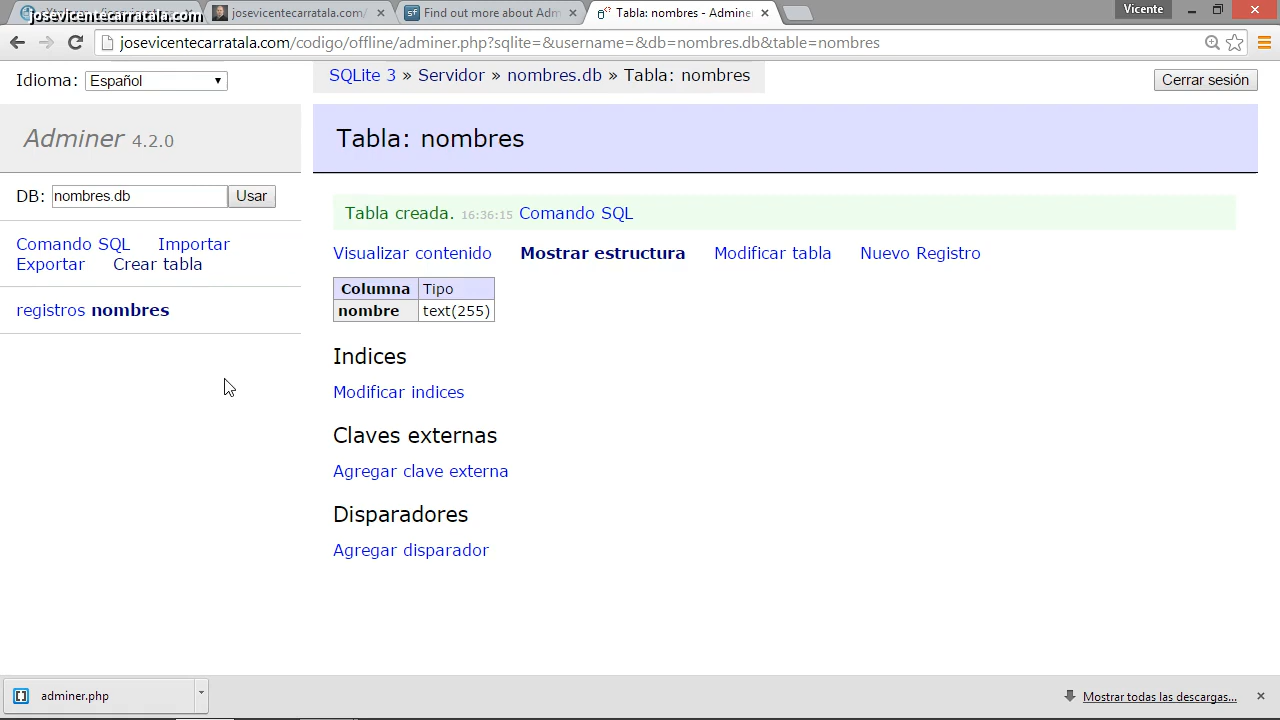 josevicentecarratala.com
josevicentecarratala.com/
Find out more about Adm
Tabla: nombres - Adminer
Vicente
josevicentecarratala.com/codigo/offline/adminer.php?sqlite=&username=&db=nombres.db&table=nombres
Idioma: Español
SQLite 3 » Servidor » nombres.db » Tabla: nombres
Cerrar sesión
Adminer 4.2.0
Tabla: nombres
DB: nombres.db Usar
Tabla creada. 16:36:15 Comando SQL
Comando SQL Importar
Exportar Crear tabla
Visualizar contenido Mostrar estructura Modificar tabla Nuevo Registro
registros nombres
Columna Tipo
nombre text(255)
Indices
Modificar indices
Claves externas
Agregar clave externa
Disparadores
Agregar disparador
adminer.php
Mostrar todas las descargas...